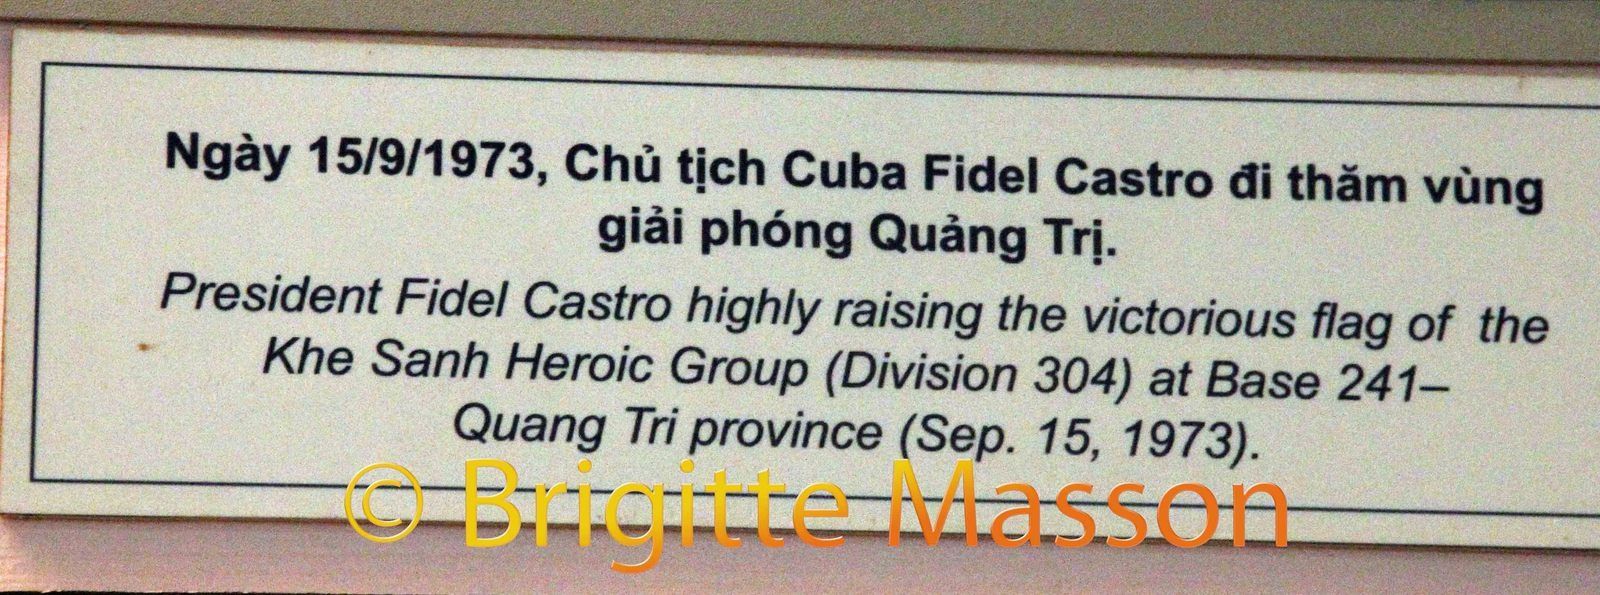 Ngày 15/9/1973, Chủ tịch Cuba Fidel Castro đi thăm vùng
giải phóng Quảng Trị.
President Fidel Castro highly raising the victorious flag of the
Khe Sanh Heroic Group (Division 304) at Base 241–
Quang Tri province (Sep. 15, 1973).
© Brigitte Masson